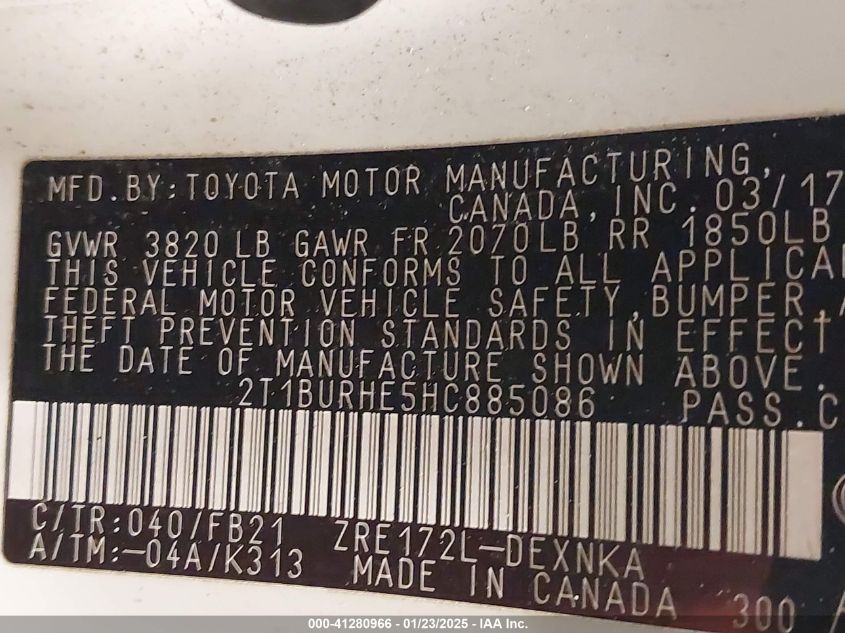 MFD.BY:TOYOTA MOTOR MANUFACTURING,
CANADA, INC. 03/17
GVWR 3820 LB GAWR FR 2070LB RR 1850LB
THIS VEHICLE CONFORMS TO ALL APPLICA
FEDERAL MOTOR VEHICLE SAFETY, BUMPER,
THEFT PREVENTION STANDARDS IN EFFECT
THE DATE OF MANUFACTURE SHOWN ABOVE.
2T1BURHE5HC885086 PASS.C
C/TR:040/FB21 ZRE172L-DEXNKA
A/TM:-04A/K313 MADE IN CANADA 300
000-41280966 - 01/23/2025 - IAA Inc.